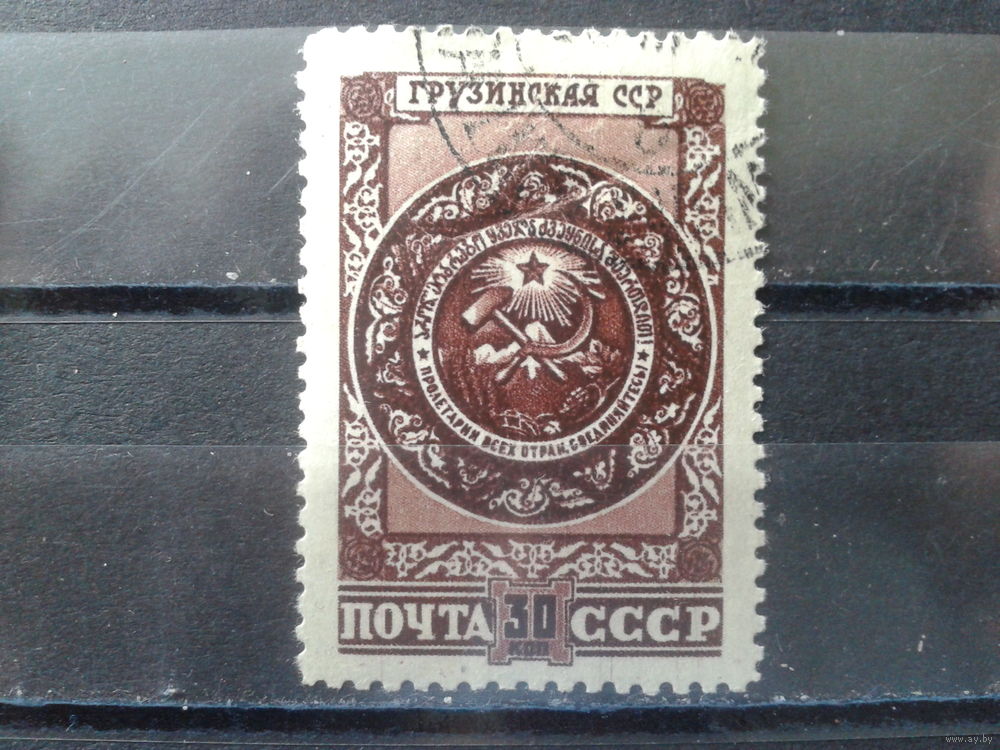 ГРУЗИНСКАЯ ССР
ПРОЛЕТАРИИ ВСЕХ СТРАН, СОЕДИНЯЙТЕСЬ!
ПОЧТА 30 СССР
КОП
www.ay.by